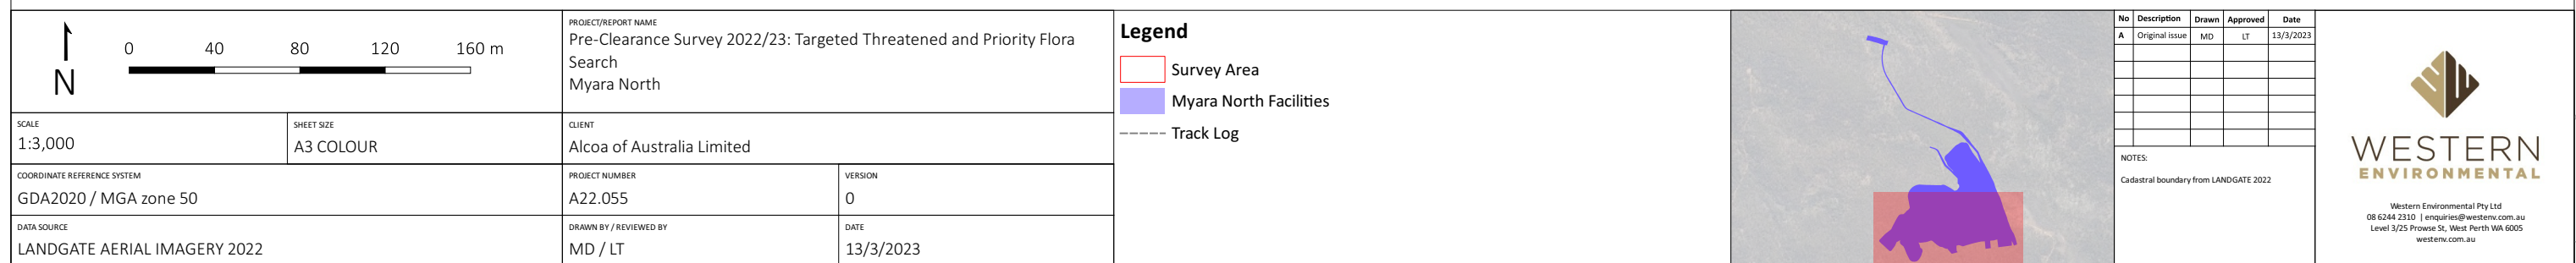 N
0 40 80 120 160 m
SCALE
1:3,000
SHEET SIZE
A3 COLOUR
COORDINATE REFERENCE SYSTEM
GDA2020 / MGA zone 50
DATA SOURCE
LANDGATE AERIAL IMAGERY 2022
PROJECT/REPORT NAME
Pre-Clearance Survey 2022/23: Targeted Threatened and Priority Flora
Search
Myara North
CLIENT
Alcoa of Australia Limited
PROJECT NUMBER
A22.055
VERSION
0
DRAWN BY / REVIEWED BY
MD / LT
DATE
13/3/2023
Legend
Survey Area
Myara North Facilities
Track Log
No Description Drawn Approved Date
A Original issue MD LT 13/3/2023
NOTES:
Cadastral boundary from LANDGATE 2022
WESTERN
ENVIRONMENTAL
Western Environmental Pty Ltd
08 6244 2310 | enquiries@westenv.com.au
Level 3/25 Prowse St, West Perth WA 6005
westenv.com.au